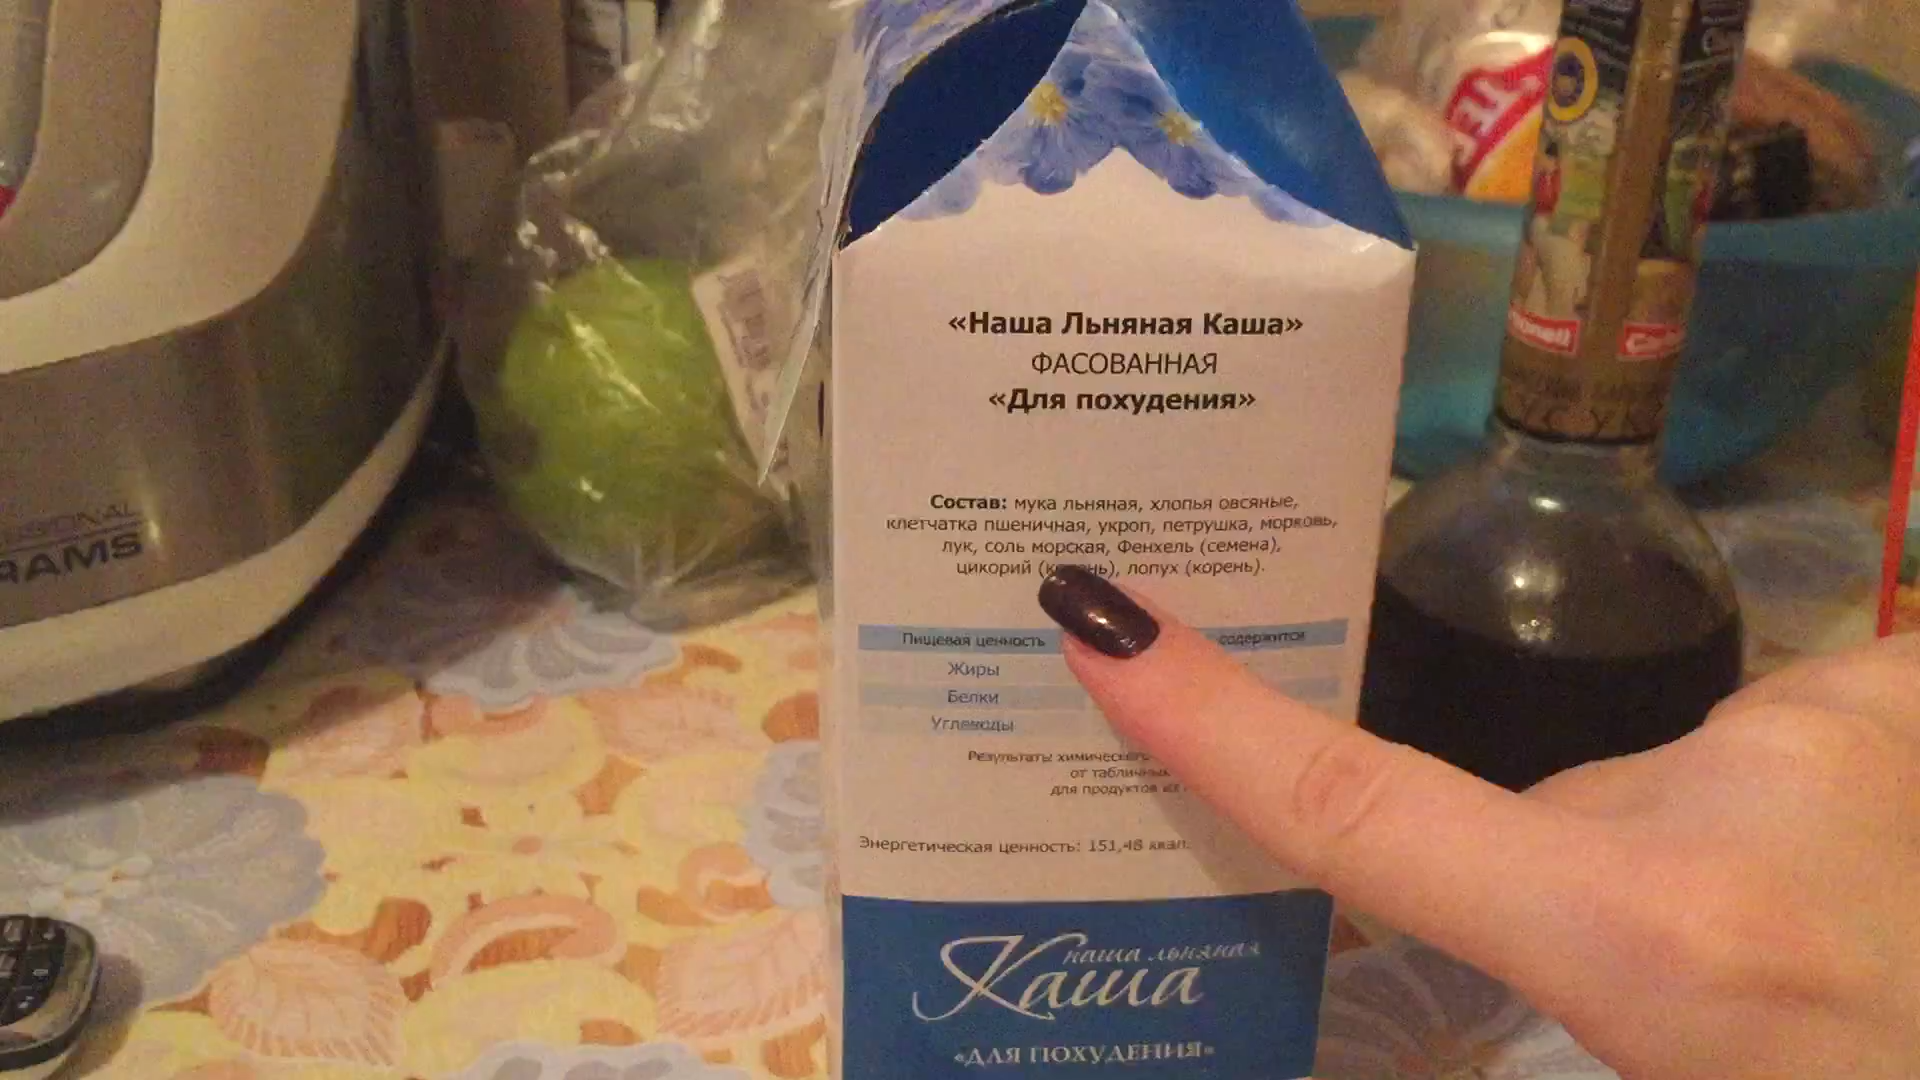 «Наша Льняная Каша»
ФАСОВАННАЯ
«Для похудения»
Состав: мука льняная, хлопья овсяные,
клетчатка пшеничная, укроп, петрушка, морковь,
лук, соль морская, Фенхель (семена),
цикорий лопух (корень).
Пищевая ценность содержится
Жиры
Белки
Углеводы
Результаты химического
от табличных
для продуктов из
Энергетическая ценность: 151,48 ккал.
наша льняная
Каша
«ДЛЯ ПОХУДЕНИЯ»